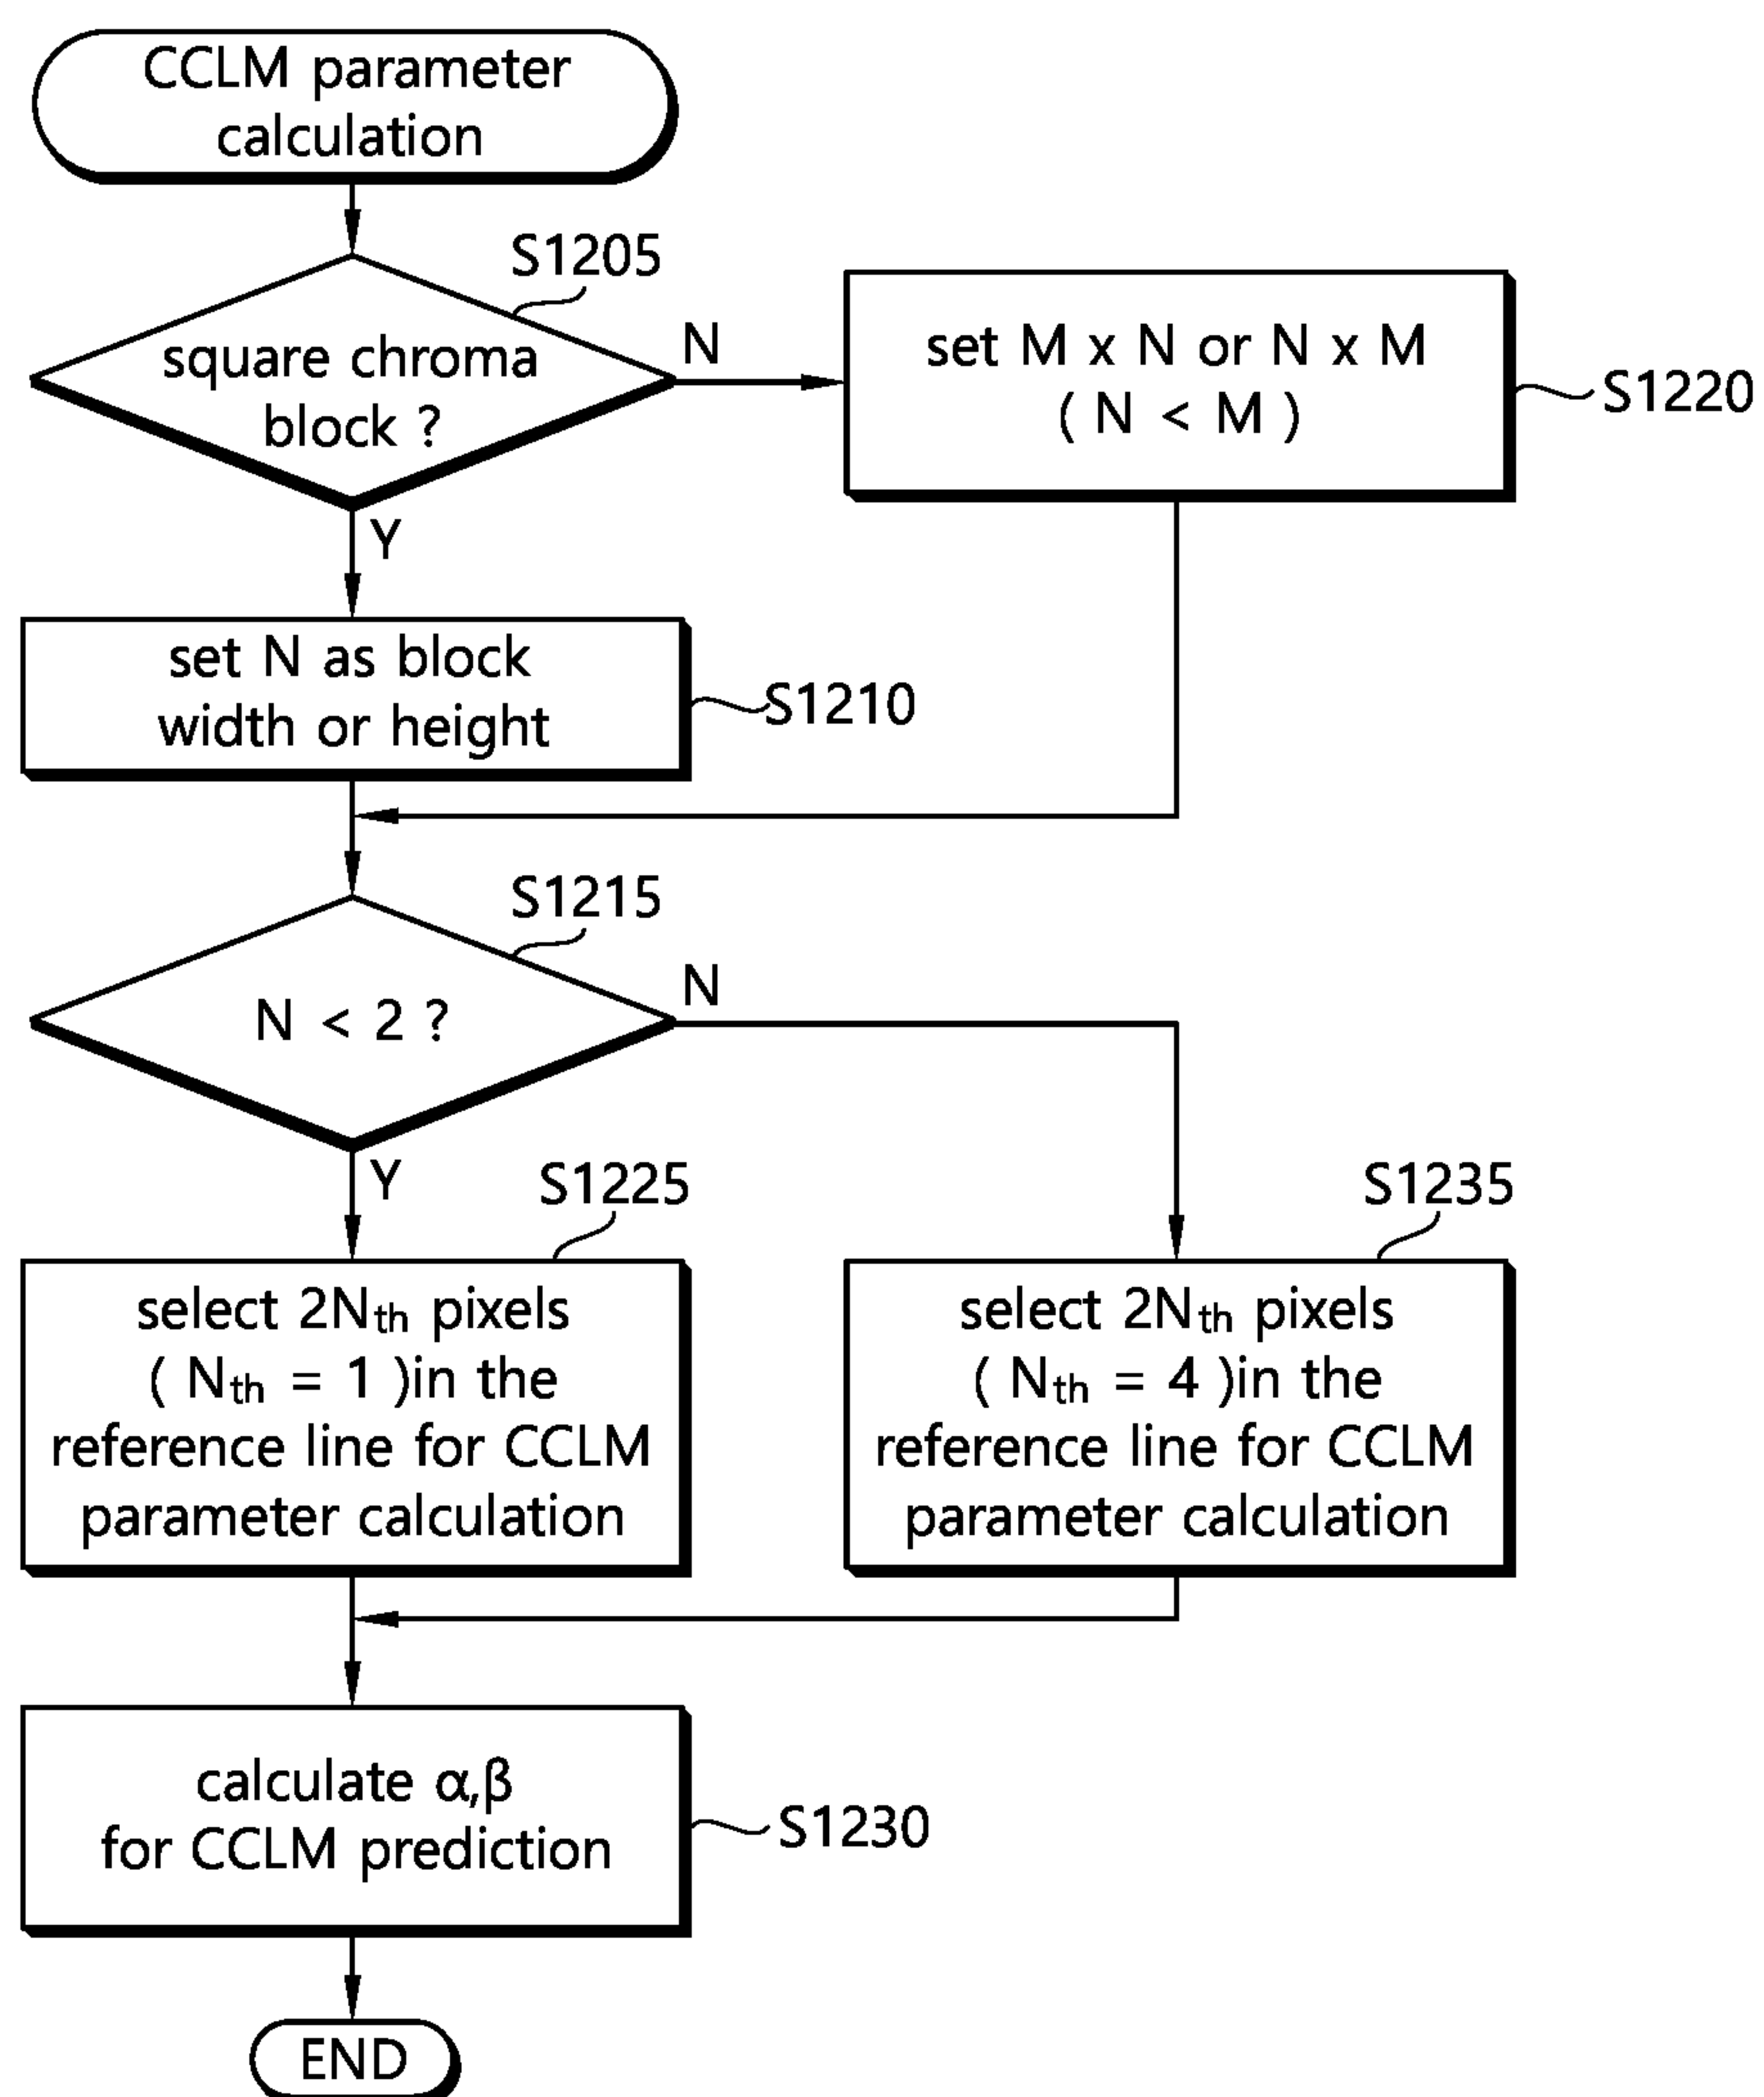 CCLM parameter
calculation
S1205
square chroma
block ?
N
set M x N or N x M
( N < M )
S1220
Y
set N as block
width or height
S1210
S1215
N < 2 ?
N
Y
S1225
select 2Nth pixels
( Nth = 1 )in the
reference line for CCLM
parameter calculation
S1235
select 2Nth pixels
( Nth = 4 )in the
reference line for CCLM
parameter calculation
calculate α,β
for CCLM prediction
S1230
END